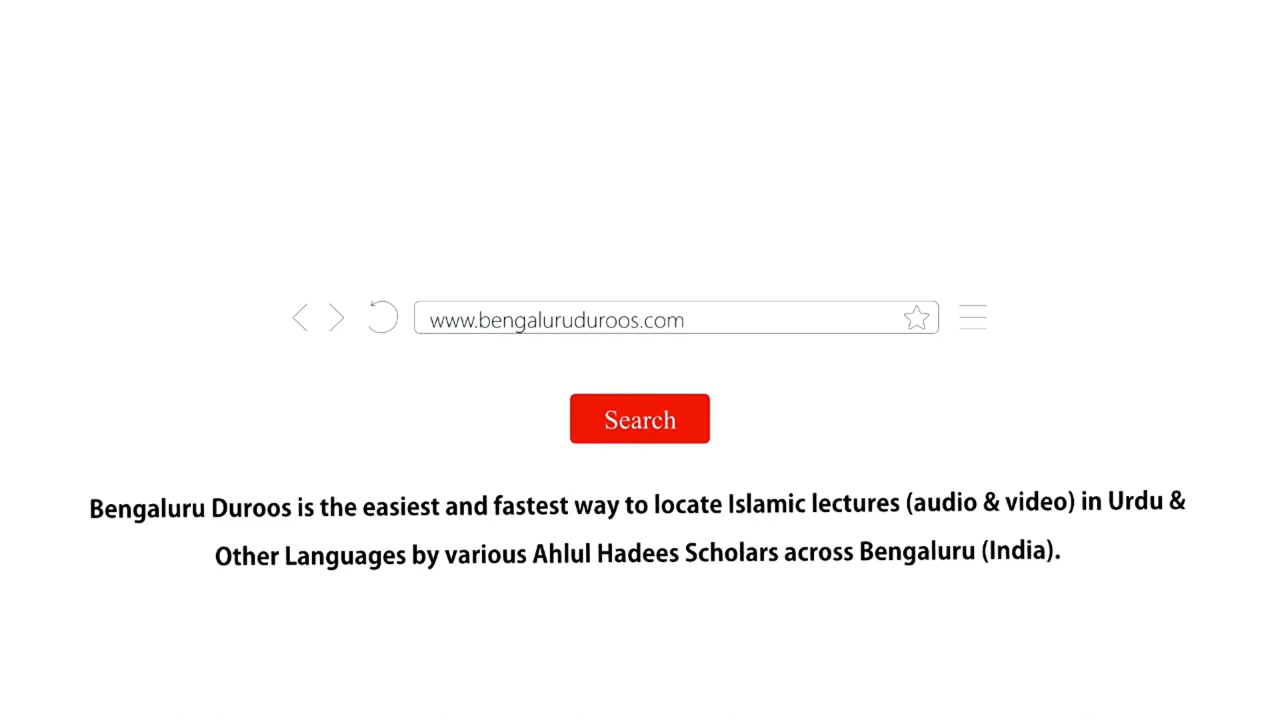 www.bengaluruduroos.com
Search
Bengaluru Duroos is the easiest and fastest way to locate Islamic lectures (audio & video) in Urdu &
Other Languages by various Ahlul Hadees Scholars across Bengaluru (India).